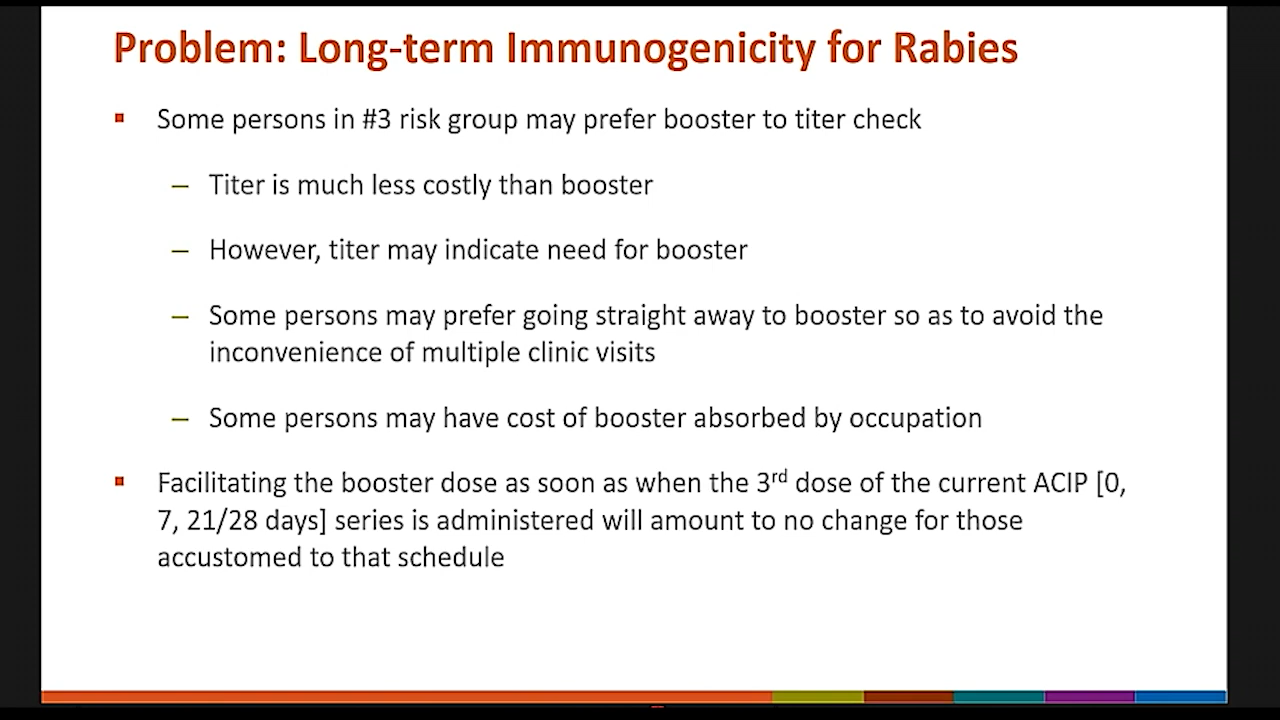 Problem: Long-term Immunogenicity for Rabies
▪ Some persons in #3 risk group may prefer booster to titer check
– Titer is much less costly than booster
– However, titer may indicate need for booster
– Some persons may prefer going straight away to booster so as to avoid the
inconvenience of multiple clinic visits
– Some persons may have cost of booster absorbed by occupation
▪ Facilitating the booster dose as soon as when the 3rd dose of the current ACIP [0,
7, 21/28 days] series is administered will amount to no change for those
accustomed to that schedule